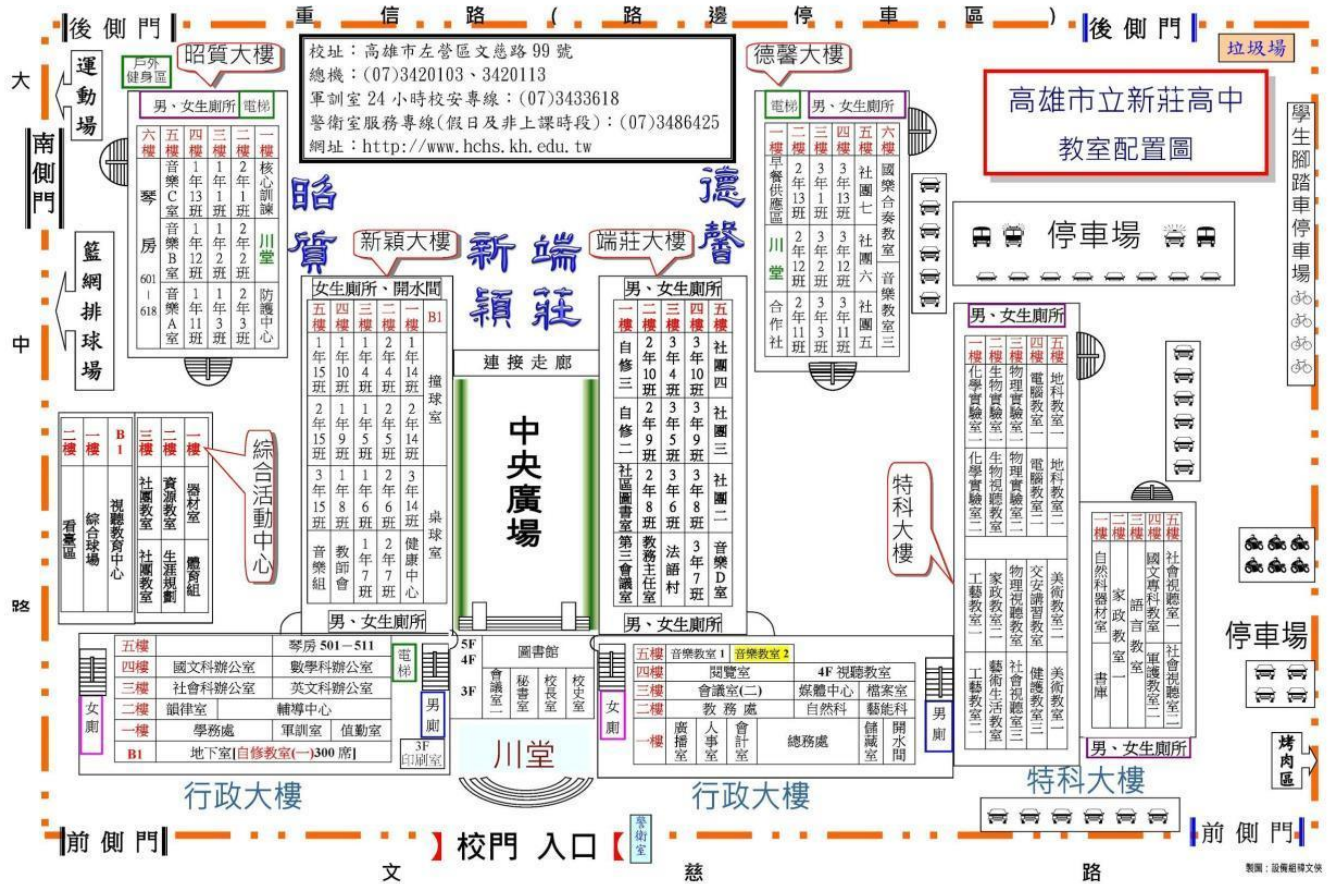 重信路(路邊停車區)
後側門
後側門
垃圾場
大中路
運動場
南側門
籃網排球場
戶外健身區
昭質大樓
校址：高雄市左營區文慈路99號
總機：(07)3420103、3420113
軍訓室24小時校安專線：(07)3433618
警衛室服務專線(假日及非上課時段)：(07)3486425
網址：http://www.hchs.kh.edu.tw
德馨大樓
高雄市立新莊高中
教室配置圖
學生腳踏車停車場
男、女生廁所 電梯
六樓 琴房 601－618
五樓 音樂C室 音樂B室 音樂A室
四樓 1年13班 1年12班 1年11班
三樓 1年1班 1年2班 1年3班
二樓 2年1班 2年2班 2年3班
一樓 核心訓練 川堂 防護中心
昭質
新穎
端莊
德馨
電梯 男、女生廁所
一樓 早餐供應區 川堂 合作社
二樓 2年13班 2年12班 2年11班
三樓 3年1班 3年2班 3年3班
四樓 3年13班 3年12班 3年11班
五樓 社團七 社團六 社團五
六樓 國樂合奏教室 音樂教室三
停車場
新穎大樓
女生廁所、開水間
五樓 1年15班 2年15班 3年15班 音樂組
四樓 1年10班 1年9班 1年8班 教師會
三樓 1年4班 1年5班 1年6班 1年7班
二樓 2年4班 2年5班 2年6班 2年7班
一樓 1年14班 2年14班 3年14班 健康中心
B1 撞球室 桌球室
男、女生廁所
連接走廊
中央廣場
端莊大樓
男、女生廁所
一樓 自修三 自修二 社區圖書室 第三會議室
二樓 2年10班 2年9班 2年8班 教務主任室
三樓 3年4班 3年5班 3年6班 法語村
四樓 3年10班 3年9班 3年8班 3年7班
五樓 社團四 社團三 社團二 音樂D室
男、女生廁所
綜合活動中心
二樓 看臺區
一樓 綜合球場
B1 視聽教育中心
三樓 社團教室 社團教室
二樓 資源教室 生涯規劃
一樓 器材室 體育組
特科大樓
男、女生廁所
一樓 化學實驗室一 化學實驗室二 工藝教室一 工藝教室二
二樓 生物實驗室一 生物視聽教室 家政教室二 藝術生活教室
三樓 物理實驗室一 物理實驗室二 物理視聽教室 社會視聽室三
四樓 電腦教室一 電腦教室二 交安講習教室 健護教室一
五樓 地科教室一 地科教室二 美術教室一 美術教室二
一樓 自然科器材室 書庫
二樓 家政教室一
三樓 語言教室
四樓 國文專科教室 軍護教室二
五樓 社會視聽室一 社會視聽室二
男、女生廁所
停車場
烤肉區
女廁
五樓 琴房501－511
四樓 國文科辦公室 數學科辦公室
三樓 社會科辦公室 英文科辦公室
二樓 韻律室 輔導中心
一樓 學務處 軍訓室 值勤室
B1 地下室[自修教室(一)300席]
電梯
男廁
3F 印刷室
5F
4F 圖書館
3F 會議室一 秘書室 校長室 校史室
川堂
女廁
五樓 音樂教室1 音樂教室2
四樓 閱覽室 4F視聽教室
三樓 會議室(二) 媒體中心 檔案室
二樓 教務處 自然科 藝能科
一樓 廣播室 人事室 會計室 總務處 儲藏室 開水間
男廁
行政大樓
行政大樓
特科大樓
前側門
】校門 入口【
警衛室
前側門
文慈路
製圖：設備組